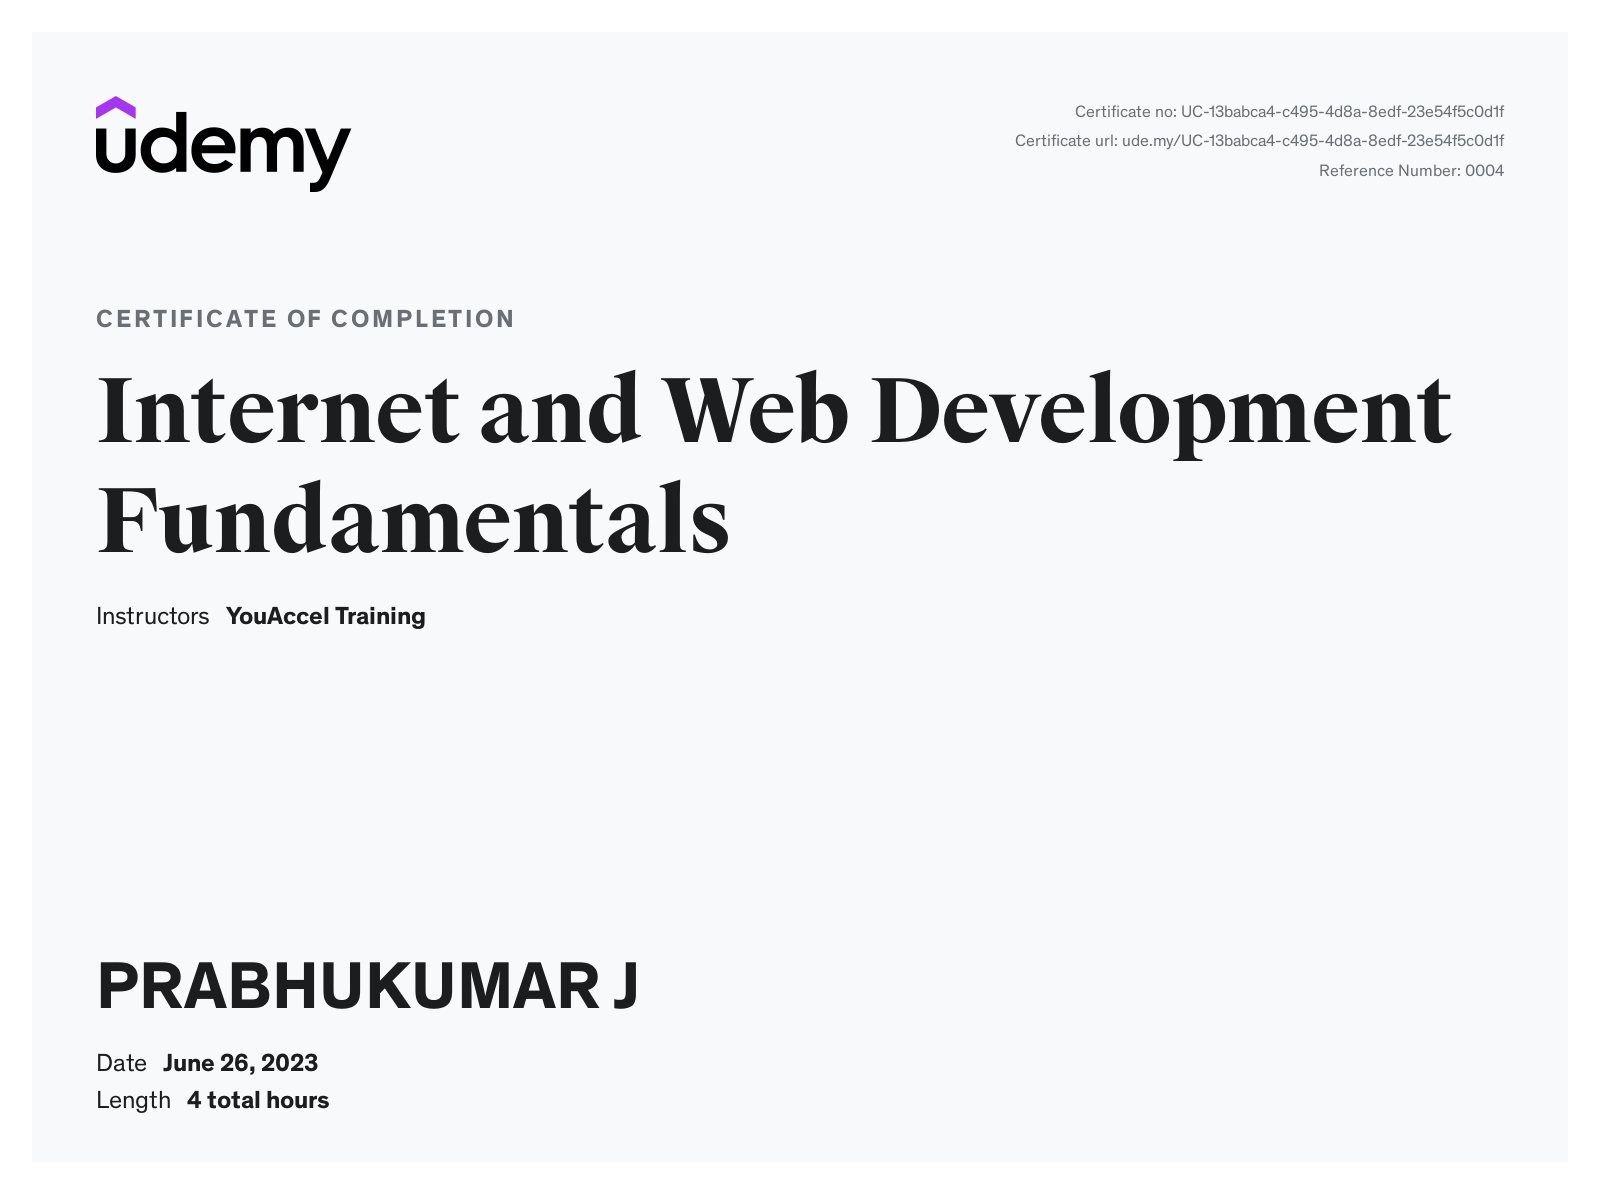 udemy
Certificate no: UC-13babca4-c495-4d8a-8edf-23e54f5c0d1f
Certificate url: ude.my/UC-13babca4-c495-4d8a-8edf-23e54f5c0d1f
Reference Number: 0004
CERTIFICATE OF COMPLETION
Internet and Web Development
Fundamentals
Instructors YouAccel Training
PRABHUKUMAR J
Date June 26, 2023
Length 4 total hours